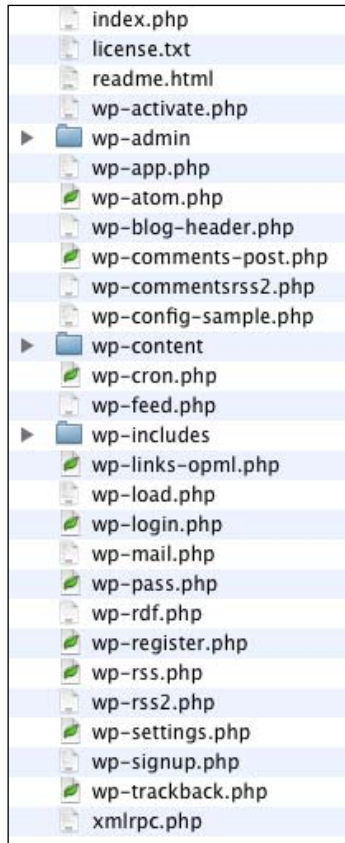 index.php
license.txt
readme.html
wp-activate.php
wp-admin
wp-app.php
wp-atom.php
wp-blog-header.php
wp-comments-post.php
wp-commentsrss2.php
wp-config-sample.php
wp-content
wp-cron.php
wp-feed.php
wp-includes
wp-links-opml.php
wp-load.php
wp-login.php
wp-mail.php
wp-pass.php
wp-rdf.php
wp-register.php
wp-rss.php
wp-rss2.php
wp-settings.php
wp-signup.php
wp-trackback.php
xmlrpc.php